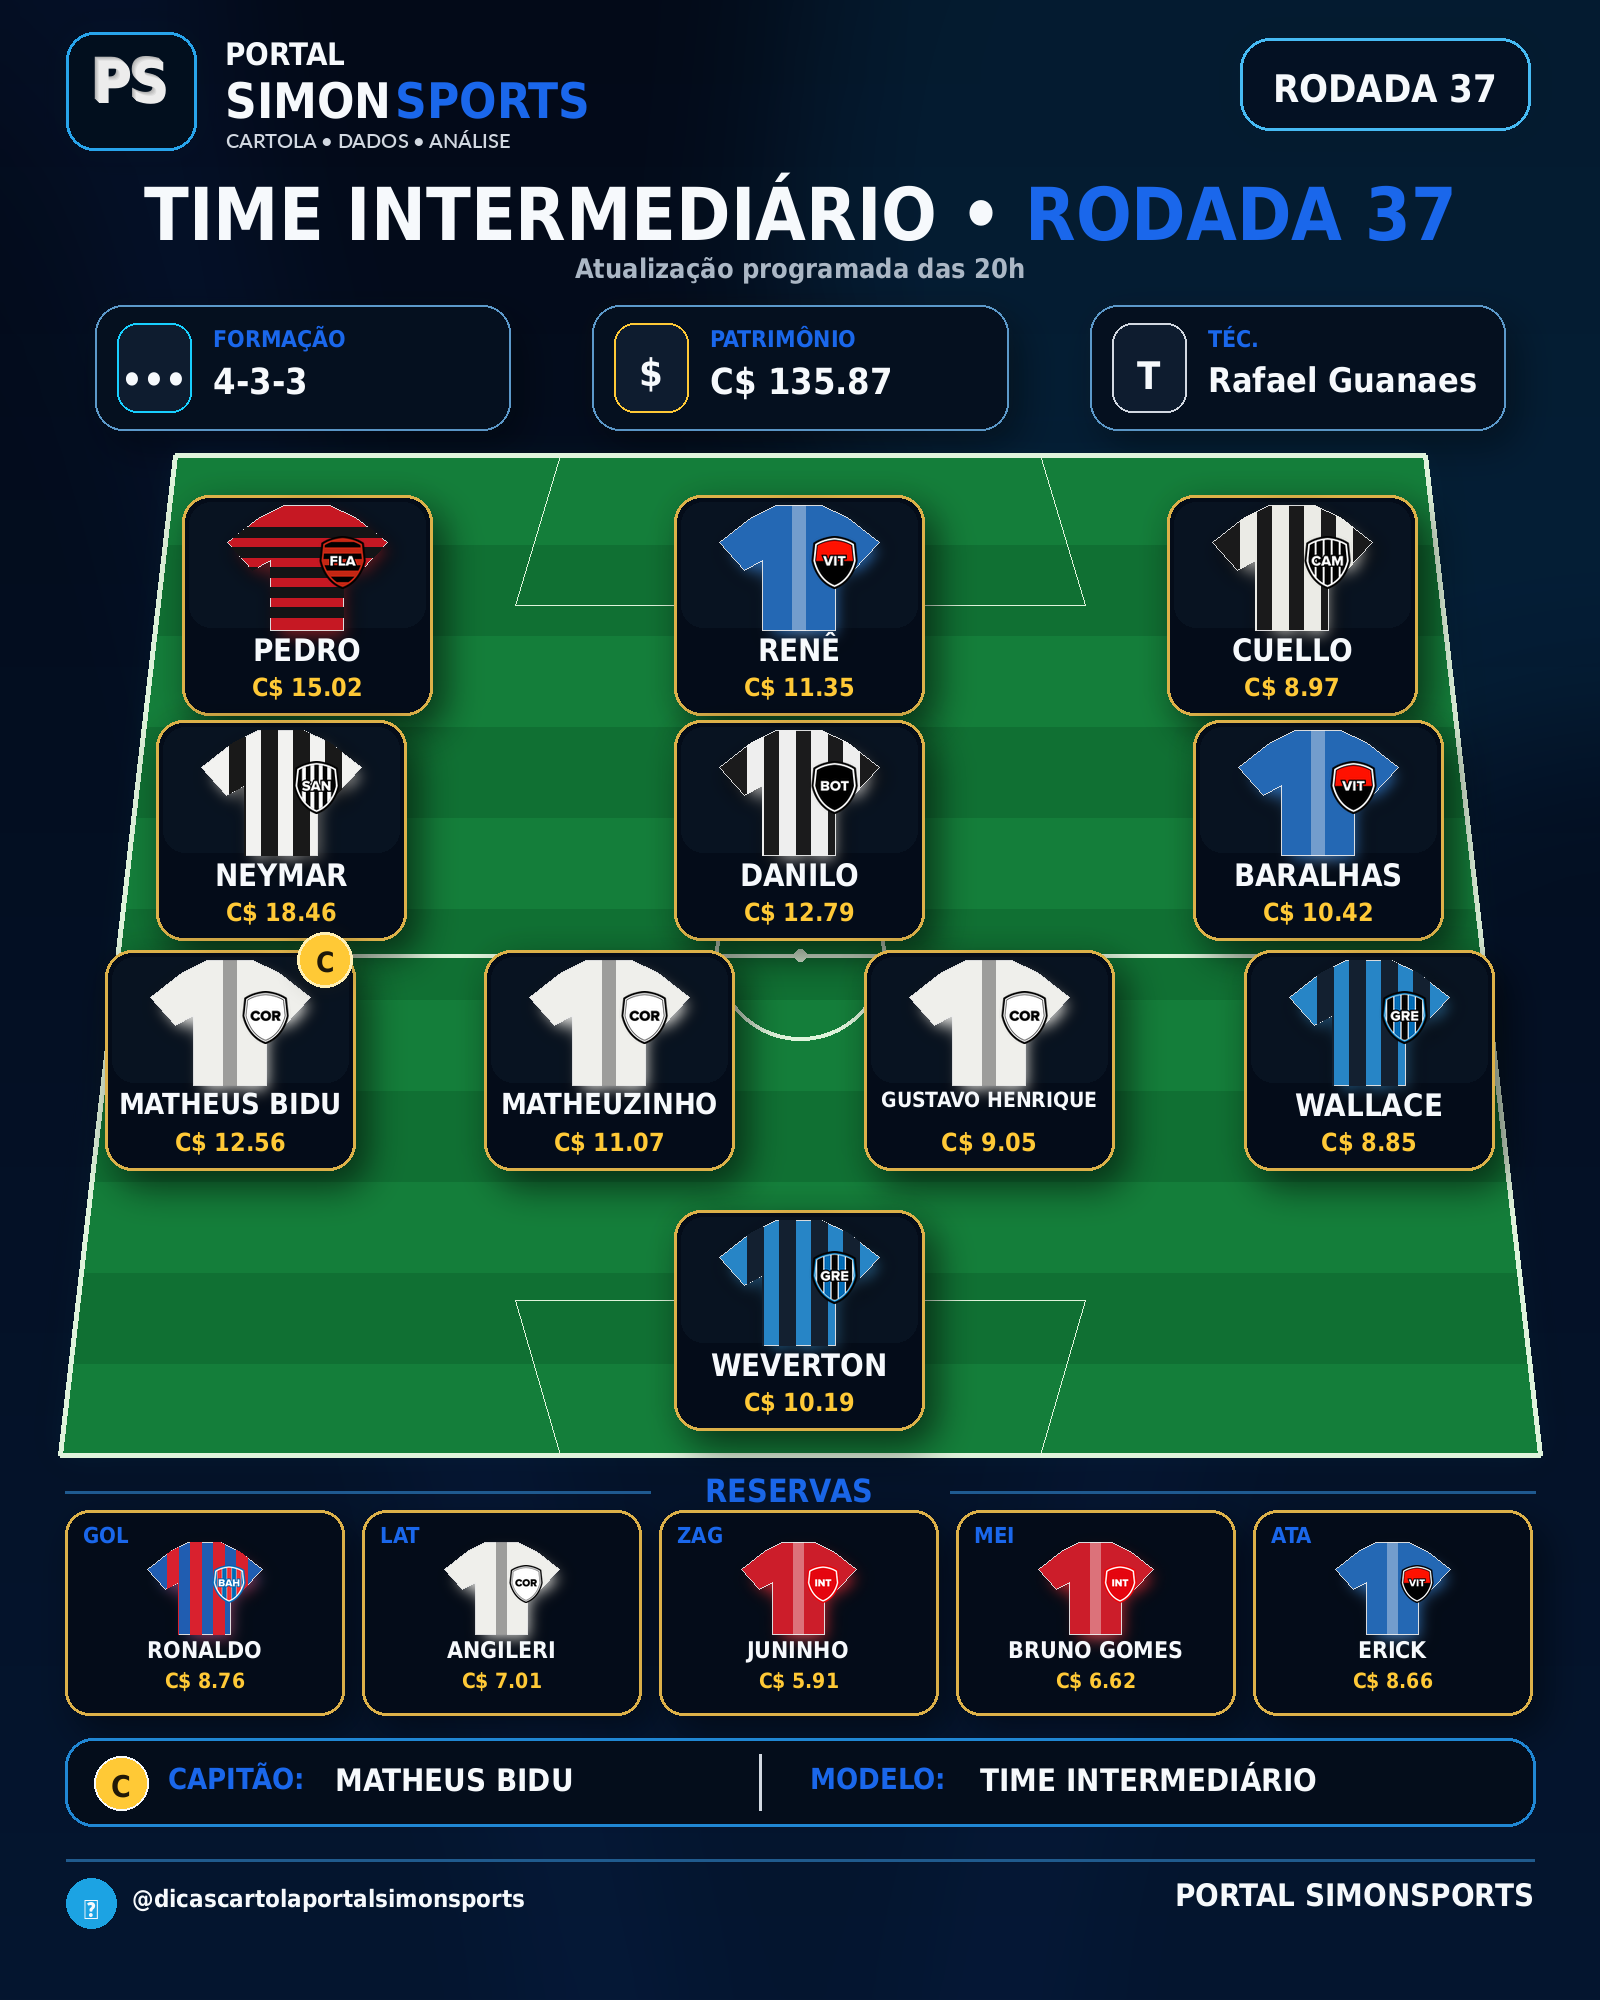 PS
PORTAL
SIMONSPORTS
CARTOLA • DADOS • ANÁLISE
RODADA 37
TIME INTERMEDIÁRIO • RODADA 37
Atualização programada das 20h
FORMAÇÃO
4-3-3
$
PATRIMÔNIO
C$ 135.87
T
TÉC.
Rafael Guanaes
FLA
PEDRO
C$ 15.02
VIT
RENÊ
C$ 11.35
CAM
CUELLO
C$ 8.97
SAN
NEYMAR
C$ 18.46
BOT
DANILO
C$ 12.79
VIT
BARALHAS
C$ 10.42
C
COR
MATHEUS BIDU
C$ 12.56
COR
MATHEUZINHO
C$ 11.07
COR
GUSTAVO HENRIQUE
C$ 9.05
GRE
WALLACE
C$ 8.85
GRE
WEVERTON
C$ 10.19
RESERVAS
GOL
BAH
RONALDO
C$ 8.76
LAT
COR
ANGILERI
C$ 7.01
ZAG
INT
JUNINHO
C$ 5.91
MEI
INT
BRUNO GOMES
C$ 6.62
ATA
VIT
ERICK
C$ 8.66
C CAPITÃO: MATHEUS BIDU
MODELO: TIME INTERMEDIÁRIO
@dicascartolaportalsimonsports
PORTAL SIMONSPORTS